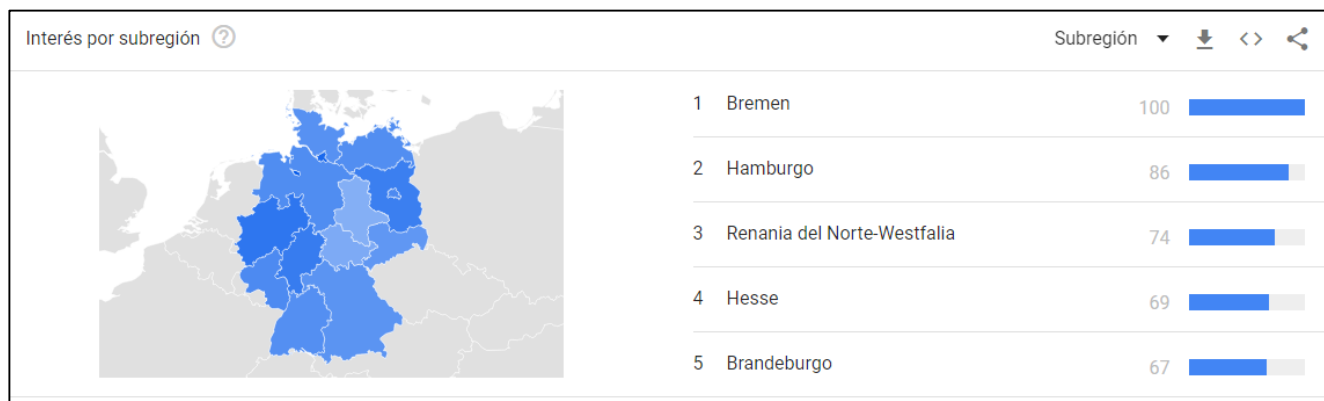 Interés por subregión
Subregión
1 Bremen 100
2 Hamburgo 86
3 Renania del Norte-Westfalia 74
4 Hesse 69
5 Brandeburgo 67